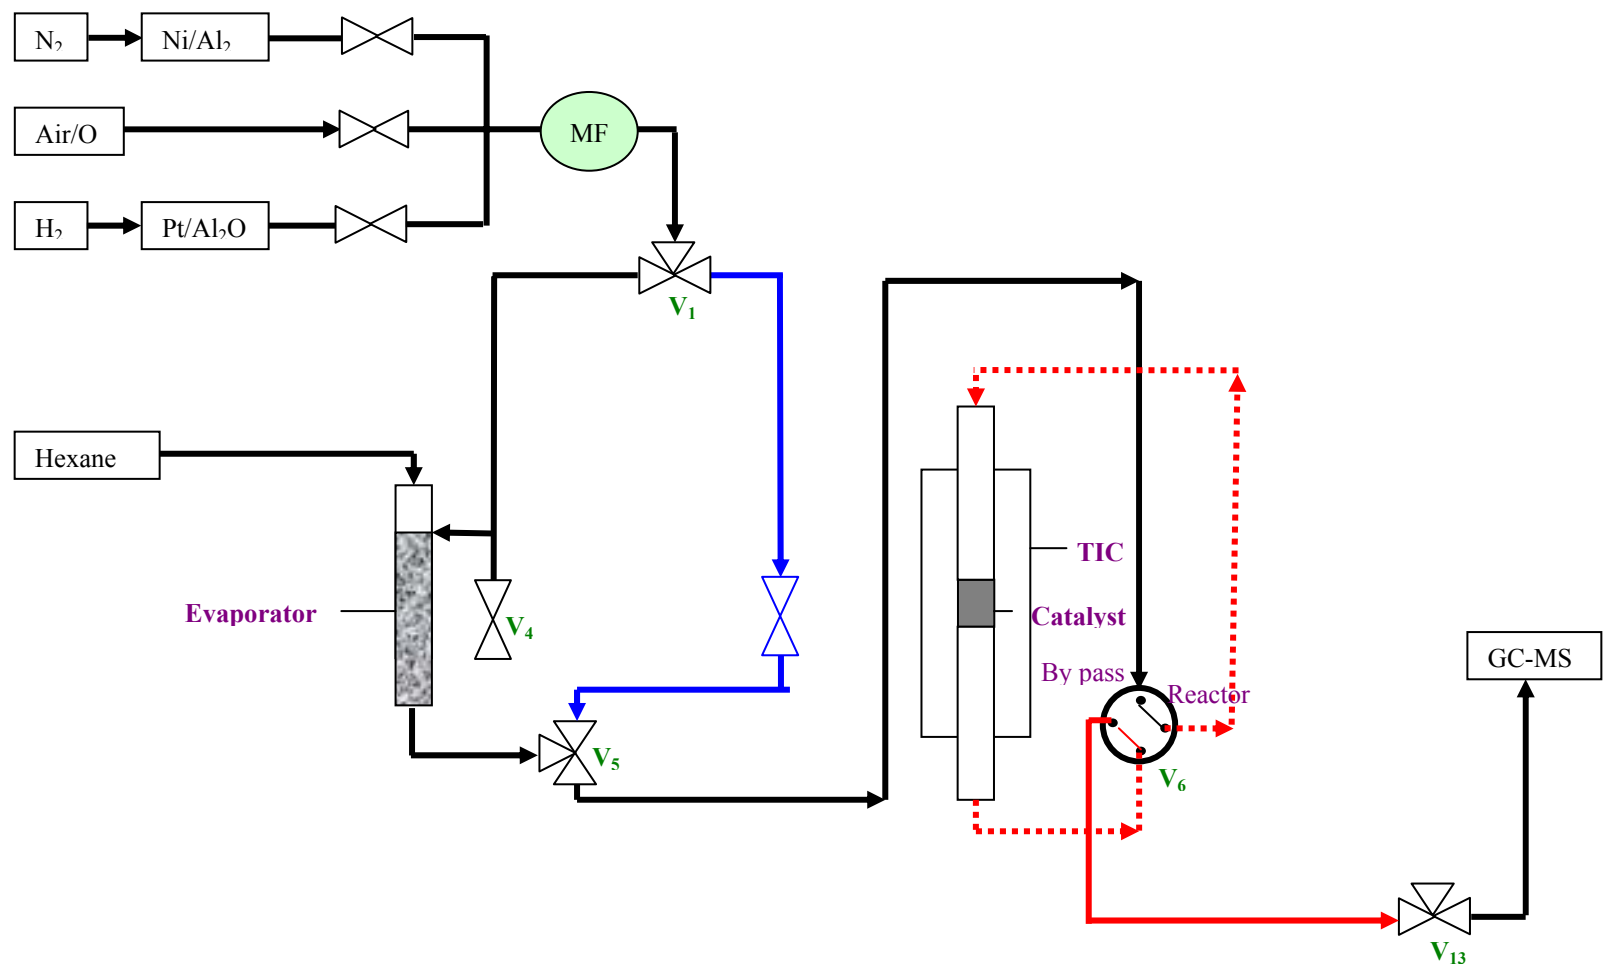 N₂
Ni/Al₂
Air/O
MF
H₂
Pt/Al₂O
V₁
Hexane
TIC
Evaporator
V₄
Catalyst
By pass
Reactor
GC-MS
V₅
V₆
V₁₃